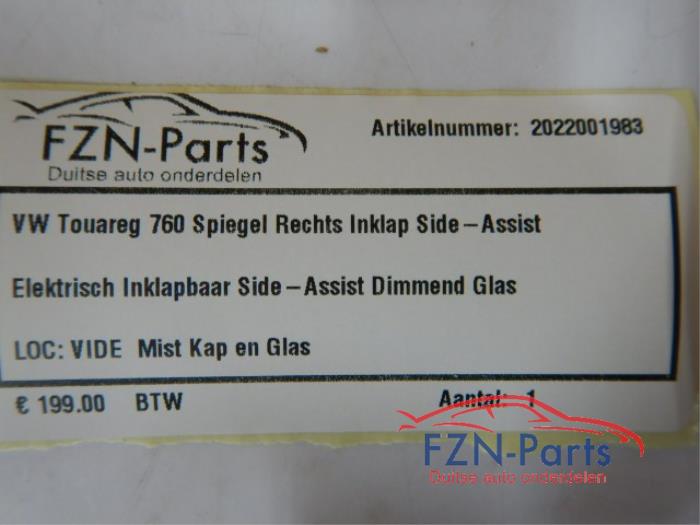 FZN-Parts
Duitse auto onderdelen
Artikelnummer: 2022001983
VW Touareg 760 Spiegel Rechts Inklap Side-Assist
Elektrisch Inklapbaar Side-Assist Dimmend Glas
LOC: VIDE Mist Kap en Glas
€ 199.00 BTW Aantal: 1
FZN-Parts
Duitse auto onderdelen